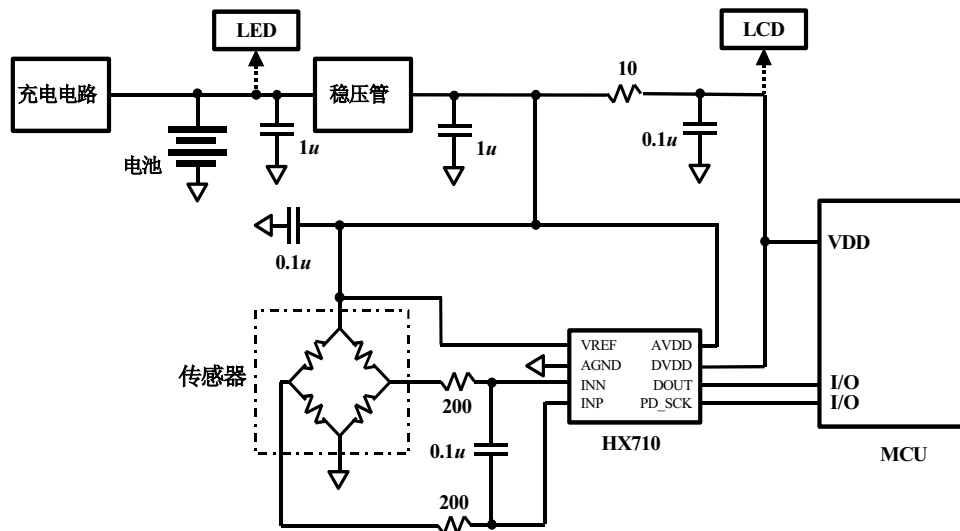 LED
LCD
充电电路
稳压管
10
电池
1u
1u
0.1u
0.1u
VDD
传感器
VREF
AGND
INN
INP
AVDD
DVDD
DOUT
PD_SCK
I/O
I/O
200
HX710
MCU
0.1u
200